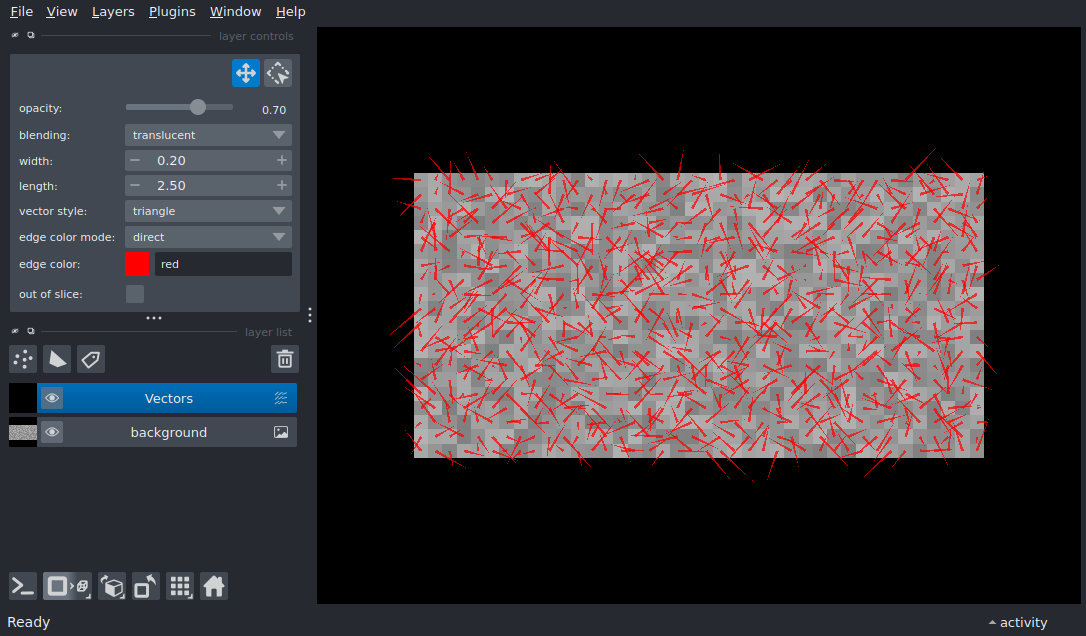 File View Layers Plugins Window Help
layer controls
opacity: 0.70
blending: translucent
width: − 0.20 +
length: − 2.50 +
vector style: triangle
edge color mode: direct
edge color: red
out of slice:
layer list
Vectors
background
Ready
activity